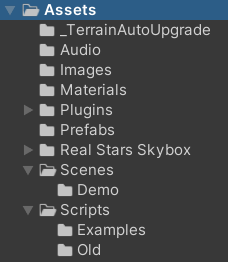 Assets
_TerrainAutoUpgrade
Audio
Images
Materials
Plugins
Prefabs
Real Stars Skybox
Scenes
Demo
Scripts
Examples
Old